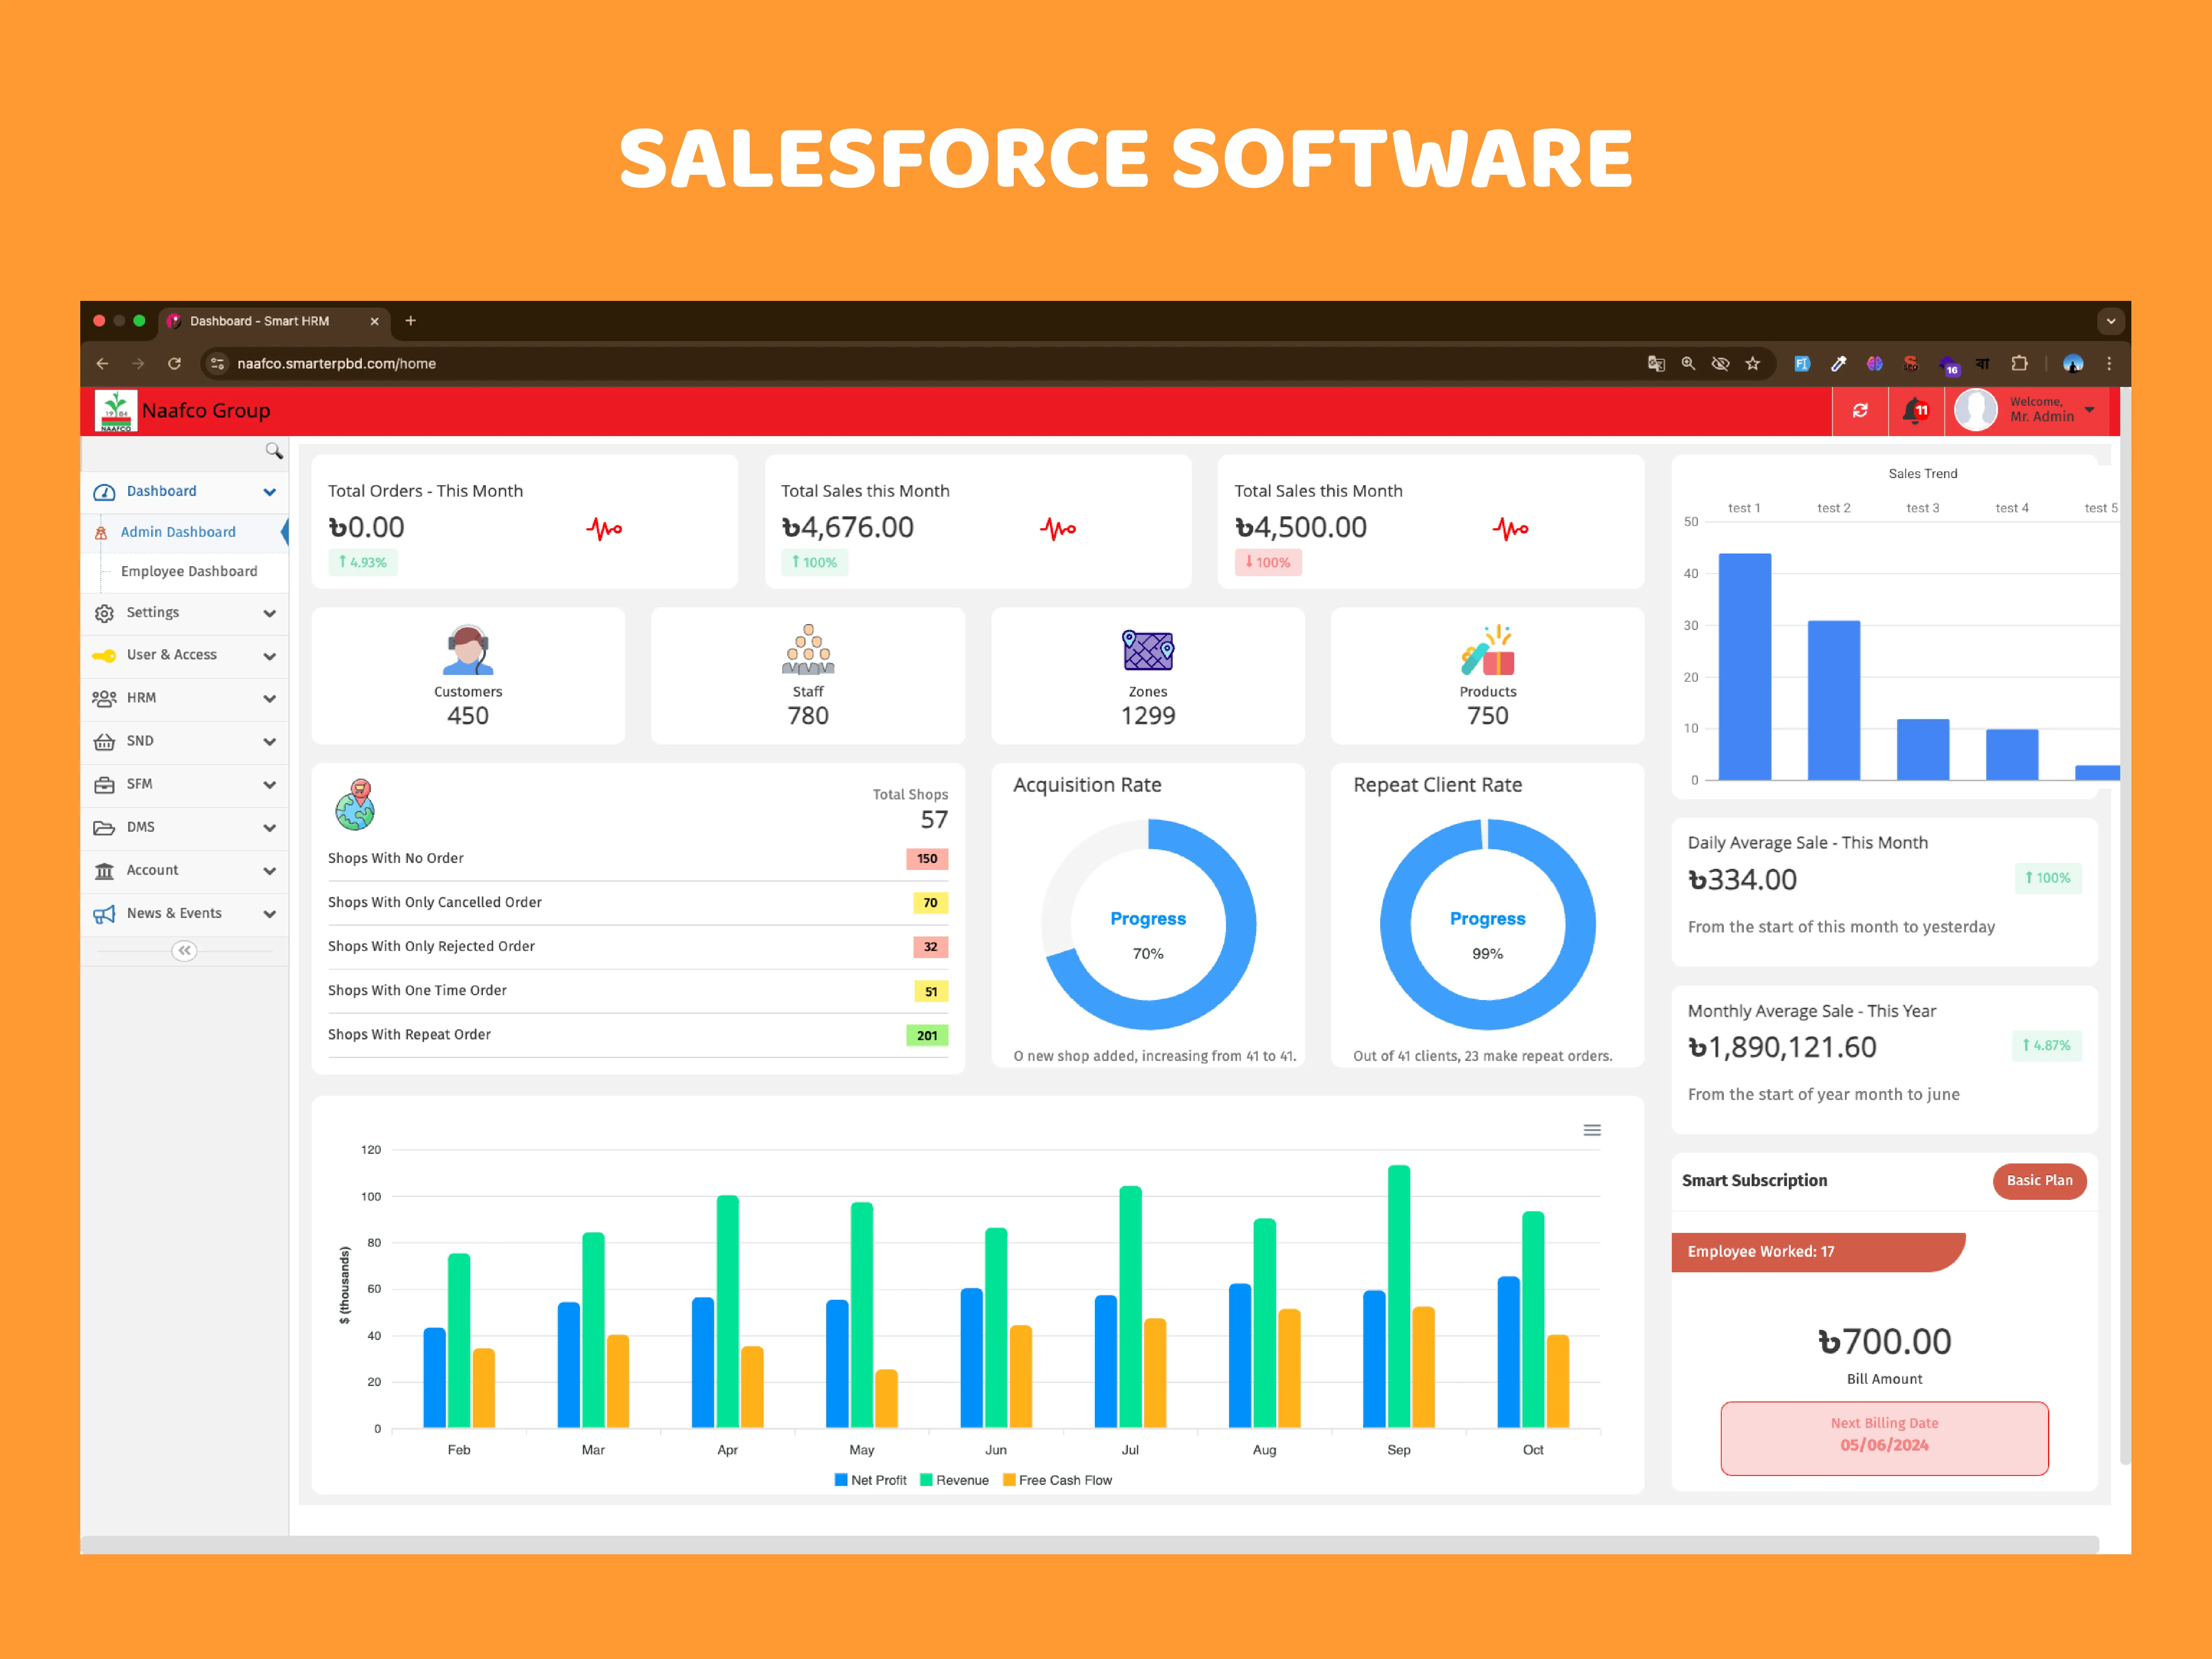 SALESFORCE SOFTWARE
Dashboard - Smart HRM
naafco.smarterpbd.com/home
16
বা
1984
NAAFCO
Naafco Group
11
Welcome,
Mr. Admin
Dashboard
Admin Dashboard
Employee Dashboard
Settings
User & Access
HRM
SND
SFM
DMS
Account
News & Events
Total Orders - This Month
৳0.00
↑ 4.93%
Total Sales this Month
৳4,676.00
↑ 100%
Total Sales this Month
৳4,500.00
↓ 100%
Customers
450
Staff
780
Zones
1299
Products
750
Total Shops
57
Shops With No Order 150
Shops With Only Cancelled Order 70
Shops With Only Rejected Order 32
Shops With One Time Order 51
Shops With Repeat Order 201
Acquisition Rate
Progress
70%
O new shop added, increasing from 41 to 41.
Repeat Client Rate
Progress
99%
Out of 41 clients, 23 make repeat orders.
120
100
80
60
40
20
0
$ (thousands)
Feb Mar Apr May Jun Jul Aug Sep Oct
Net Profit Revenue Free Cash Flow
Sales Trend
test 1 test 2 test 3 test 4 test 5
50
40
30
20
10
0
Daily Average Sale - This Month
৳334.00
↑ 100%
From the start of this month to yesterday
Monthly Average Sale - This Year
৳1,890,121.60
↑ 4.87%
From the start of year month to june
Smart Subscription
Basic Plan
Employee Worked: 17
৳700.00
Bill Amount
Next Billing Date
05/06/2024